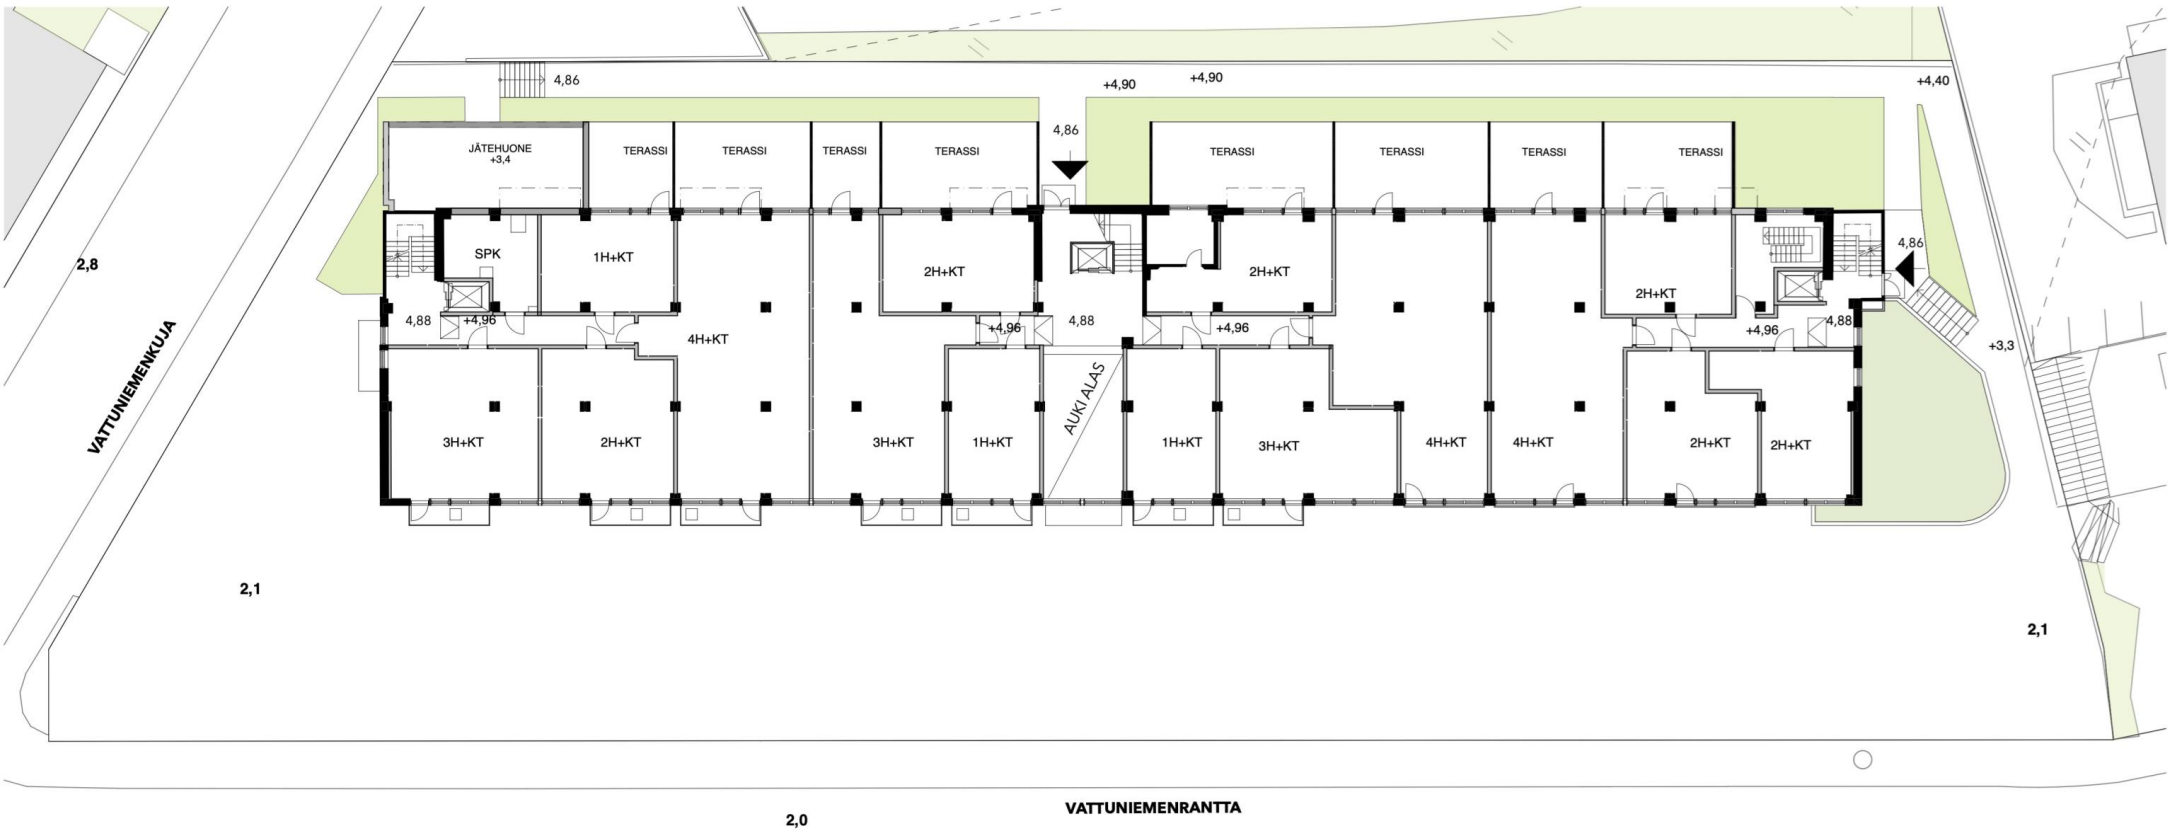 4,86
+4,90
+4,90
+4,40
4,86
JÄTEHUONE
+3,4
TERASSI
TERASSI
TERASSI
TERASSI
TERASSI
TERASSI
TERASSI
TERASSI
2,8
SPK
1H+KT
2H+KT
2H+KT
2H+KT
4,86
4,88
+4,96
4H+KT
+4,96
4,88
+4,96
+4,96
4,88
+3,3
VATTUNIEMENKUJA
AUKI ALAS
3H+KT
2H+KT
3H+KT
1H+KT
1H+KT
3H+KT
4H+KT
4H+KT
2H+KT
2H+KT
2,1
2,1
VATTUNIEMENRANTTA
2,0